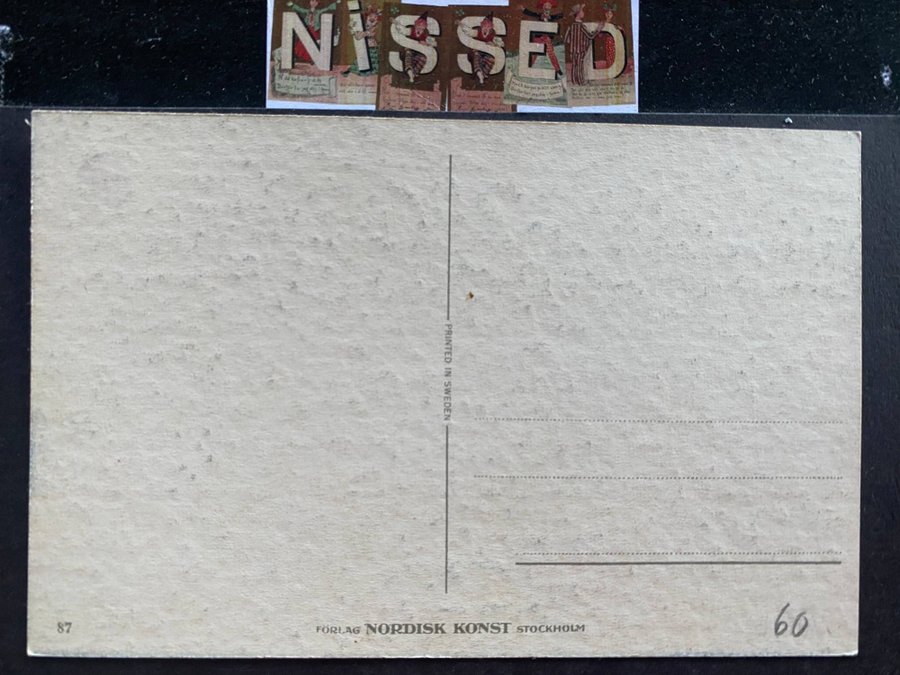 NiSSED
PRINTED IN SWEDEN
87
FÖRLAG NORDISK KONST STOCKHOLM
60